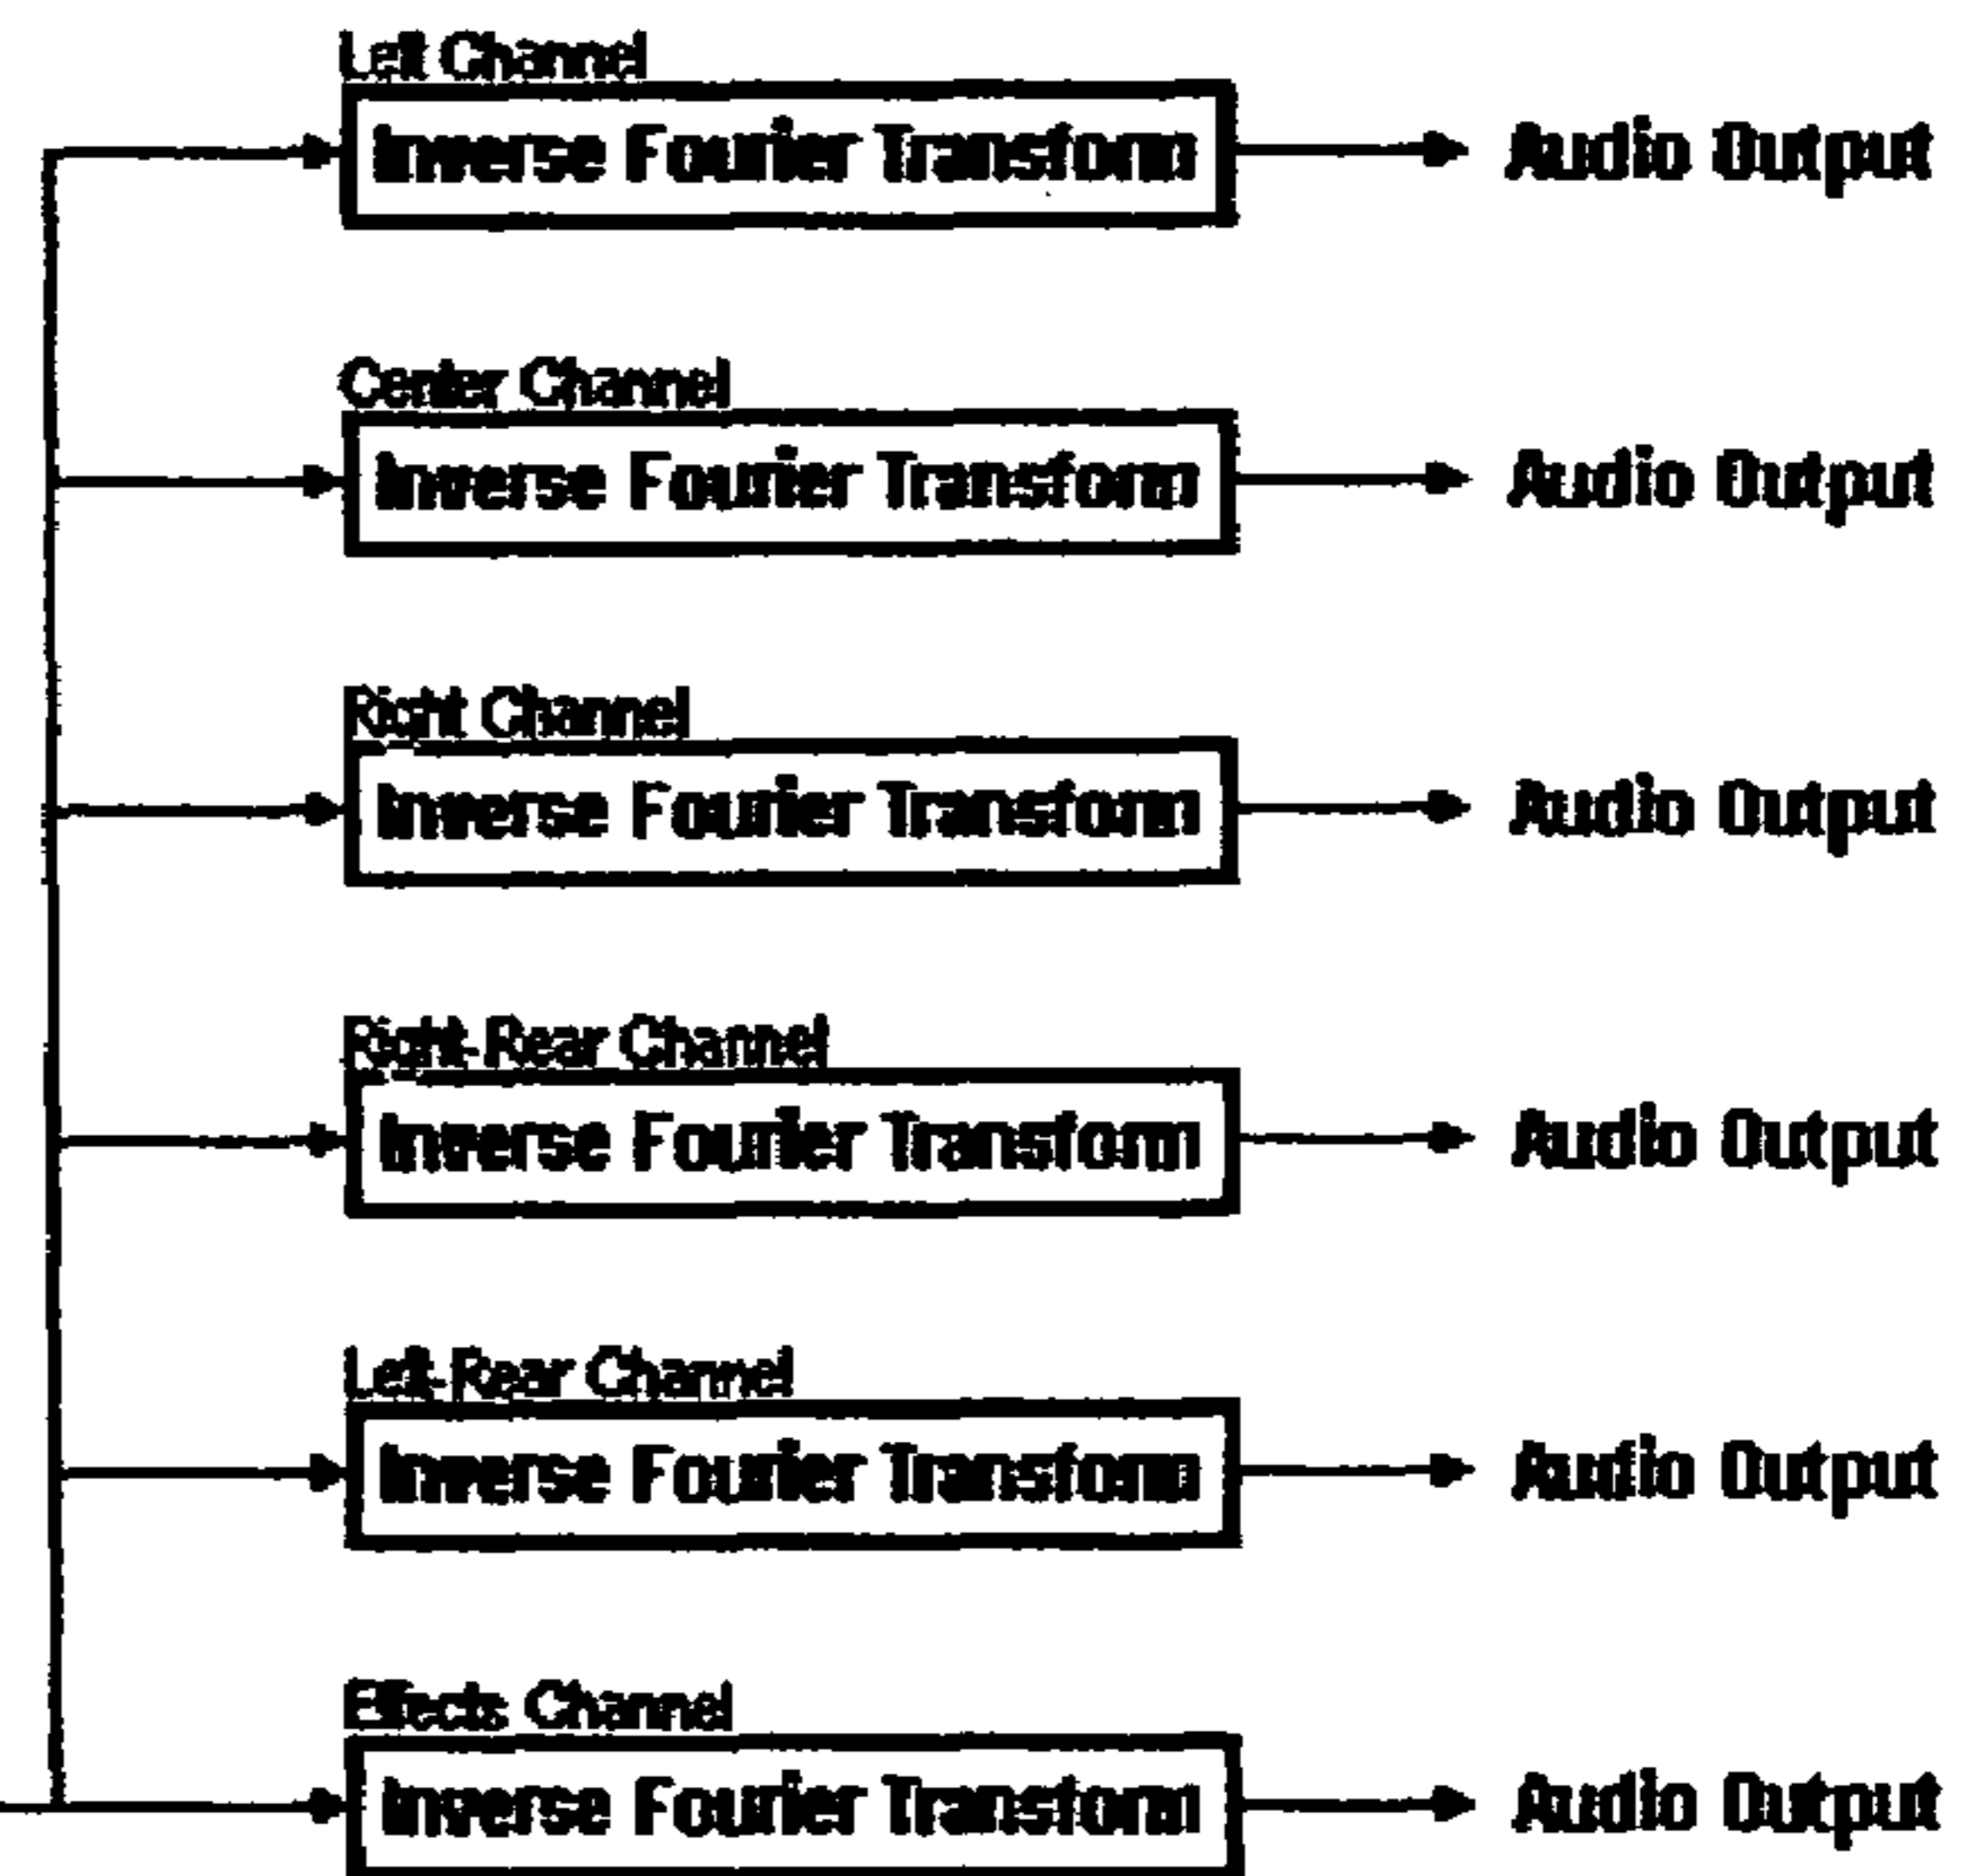 Left Channel
Inverse Fourier Transform Audio Output
Center Channel
Inverse Fourier Transform Audio Output
Right Channel
Inverse Fourier Transform Audio Output
Right-Rear Channel
Inverse Fourier Transform Audio Output
Left-Rear Channel
Inverse Fourier Transform Audio Output
Effects Channel
Inverse Fourier Transform Audio Output